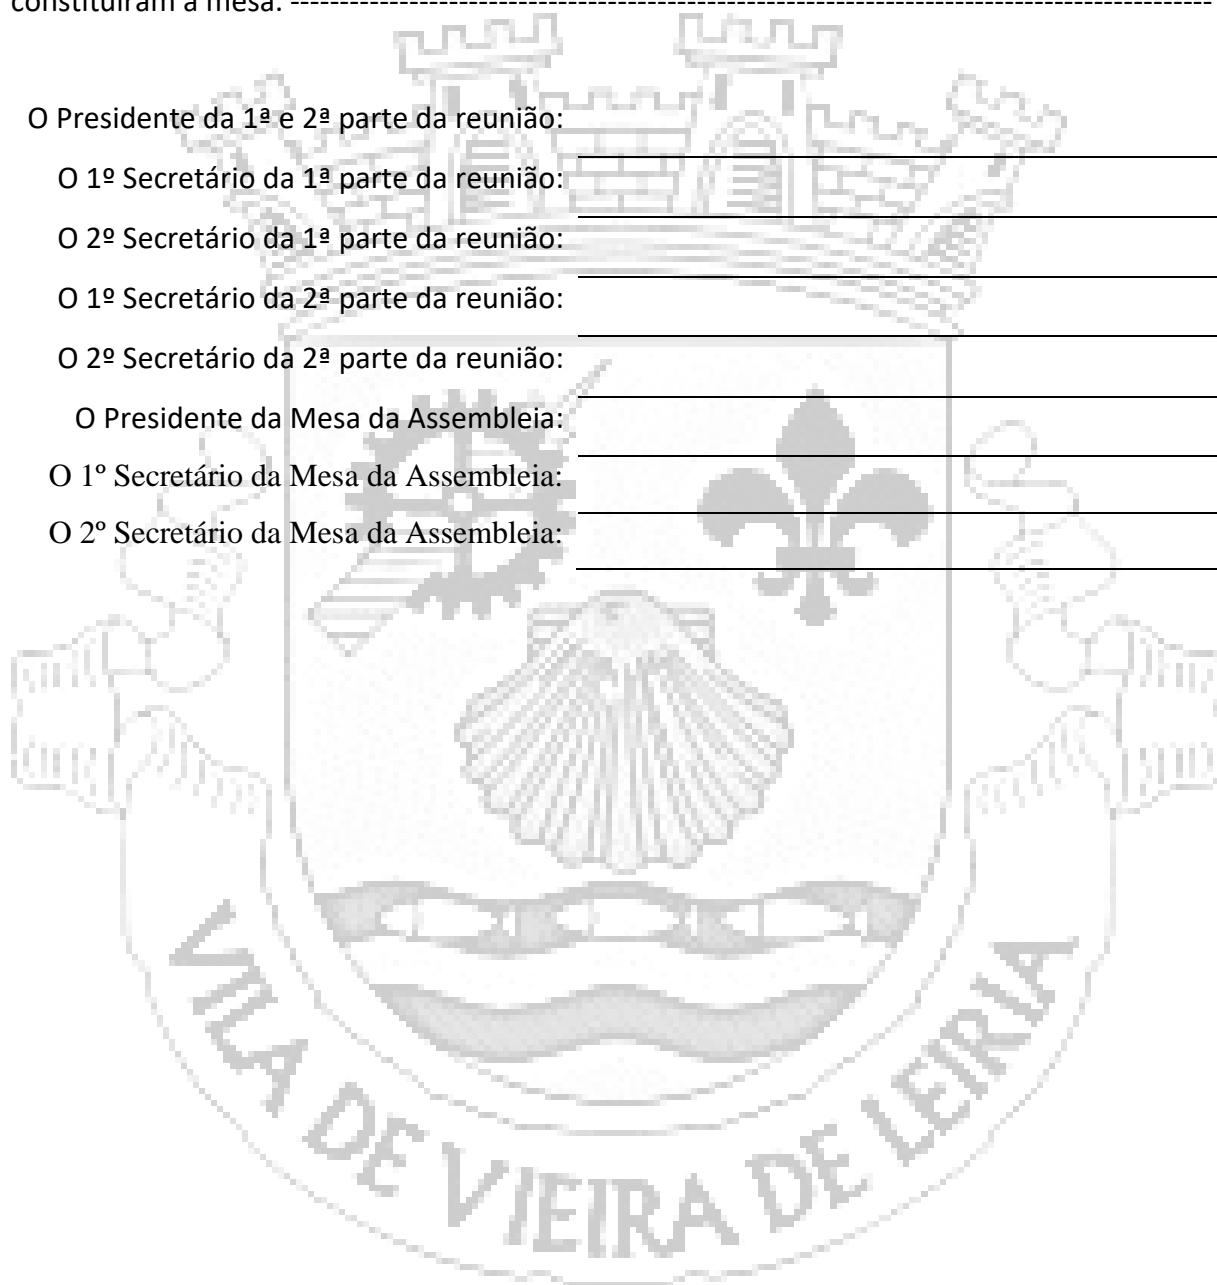 constituíram a mesa. ---------------------------------------------------------------------------------------------
O Presidente da 1ª e 2ª parte da reunião:
O 1º Secretário da 1ª parte da reunião:
O 2º Secretário da 1ª parte da reunião:
O 1º Secretário da 2ª parte da reunião:
O 2º Secretário da 2ª parte da reunião:
O Presidente da Mesa da Assembleia:
O 1º Secretário da Mesa da Assembleia:
O 2º Secretário da Mesa da Assembleia:
VILA DE VIEIRA DE LEIRIA